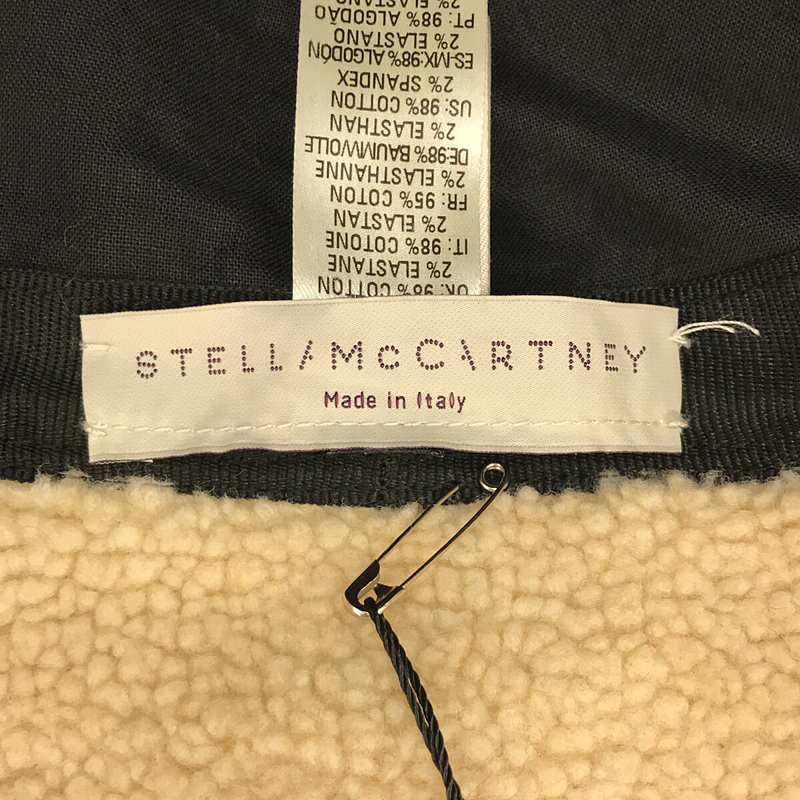 STELLA McCARTNEY
Made in Italy
UK: 98% COTTON
2% ELASTANE
IT: 98% COTONE
2% ELASTAN
FR: 95% COTON
2% ELASTHANNE
DE:98% BAUMWOLLE
2% ELASTHAN
US: 98% COTTON
2% SPANDEX
ES-MX:98% ALGODÓN
2% ELASTANO
PT: 98% ALGODÃO
2% ELASTANO